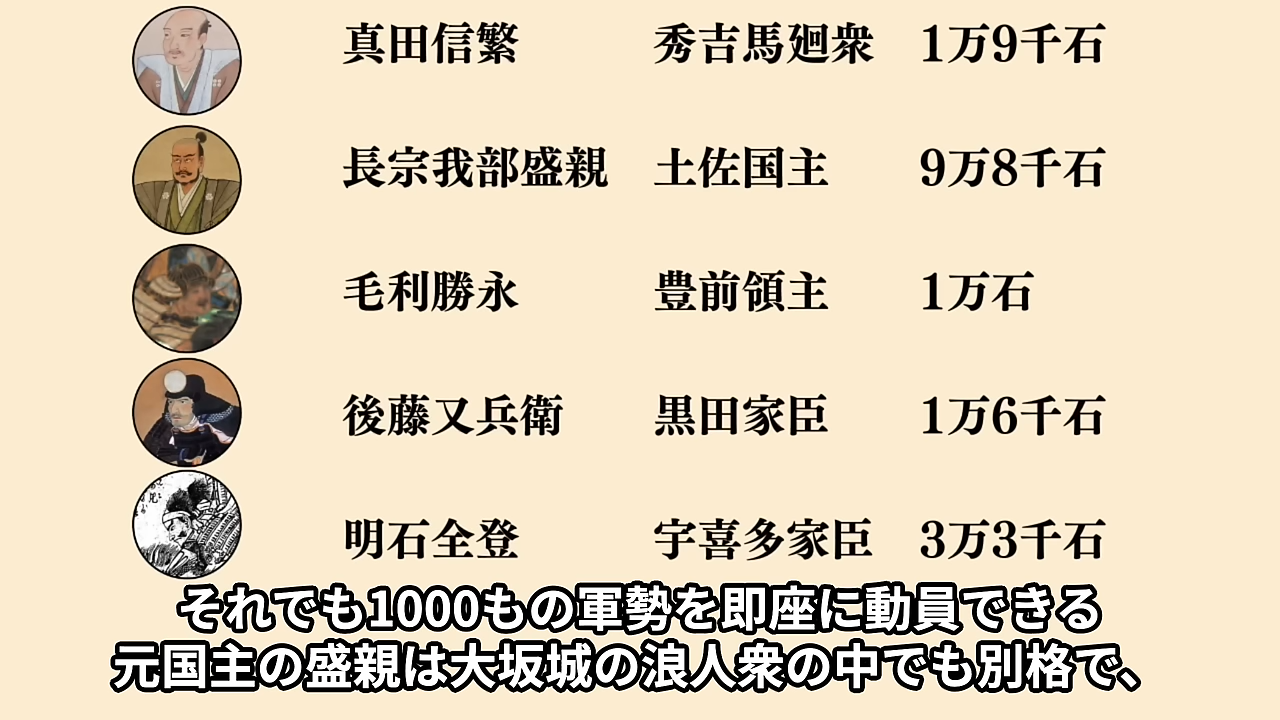 真田信繁 秀吉馬廻衆 1万9千石
長宗我部盛親 土佐国主 9万8千石
毛利勝永 豊前領主 1万石
後藤又兵衛 黒田家臣 1万6千石
明石全登 宇喜多家臣 3万3千石
それでも1000もの軍勢を即座に動員できる
元国主の盛親は大坂城の浪人衆の中でも別格で、